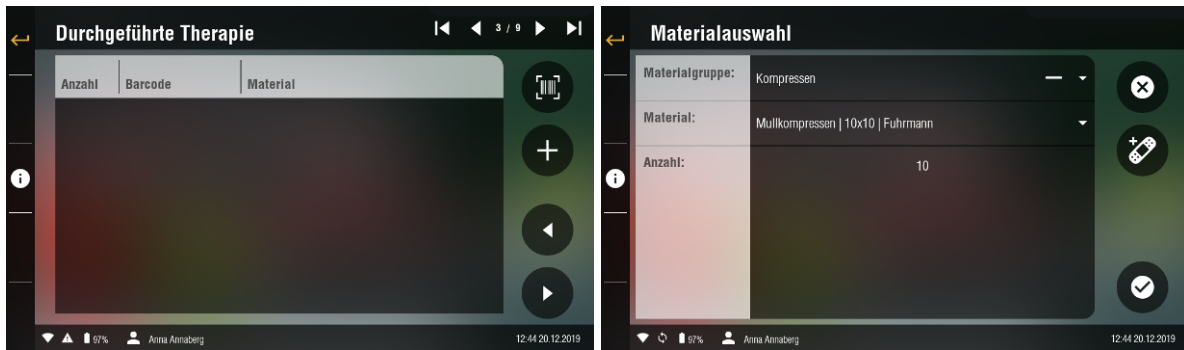 Durchgeführte Therapie
3 / 9
Anzahl Barcode Material
97% Anna Annaberg 12:44 20.12.2019
Materialauswahl
Materialgruppe: Kompressen
Material: Mullkompressen | 10x10 | Fuhrmann
Anzahl: 10
97% Anna Annaberg 12:44 20.12.2019